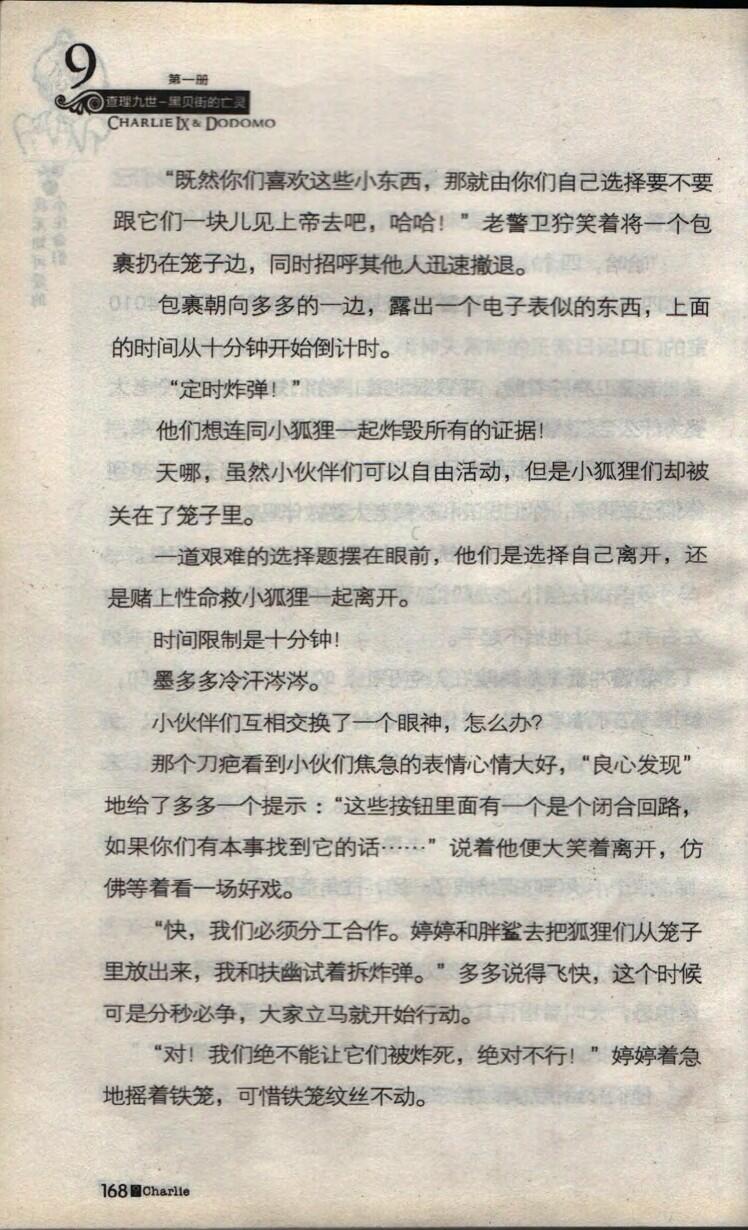 9
第一册
查理九世-黑贝街的亡灵
CHARLIE IX & DODOMO
“既然你们喜欢这些小东西，那就由你们自己选择要不要
跟它们一块儿见上帝去吧，哈哈！”老警卫狞笑着将一个包
裹扔在笼子边，同时招呼其他人迅速撤退。
包裹朝向多多的一边，露出一个电子表似的东西，上面
的时间从十分钟开始倒计时。
“定时炸弹！”
他们想连同小狐狸一起炸毁所有的证据！
天哪，虽然小伙伴们可以自由活动，但是小狐狸们却被
关在了笼子里。
一道艰难的选择题摆在眼前，他们是选择自己离开，还
是赌上性命救小狐狸一起离开。
时间限制是十分钟！
墨多多冷汗涔涔。
小伙伴们互相交换了一个眼神，怎么办？
那个刀疤看到小伙们焦急的表情心情大好，“良心发现”
地给了多多一个提示：“这些按钮里面有一个是个闭合回路，
如果你们有本事找到它的话……”说着他便大笑着离开，仿
佛等着看一场好戏。
“快，我们必须分工合作。婷婷和胖鲨去把狐狸们从笼子
里放出来，我和扶幽试着拆炸弹。”多多说得飞快，这个时候
可是分秒必争，大家立马就开始行动。
“对！我们绝不能让它们被炸死，绝对不行！”婷婷着急
地摇着铁笼，可惜铁笼纹丝不动。
168 Charlie